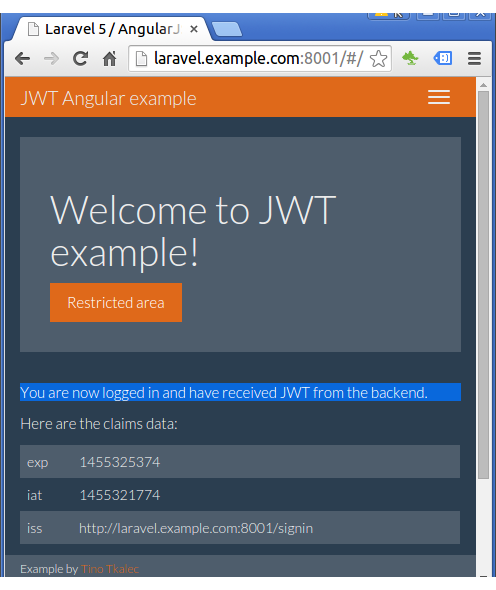 Laravel 5 / AngularJ
laravel.example.com:8001/#/
JWT Angular example
Welcome to JWT
example!
Restricted area
You are now logged in and have received JWT from the backend.
Here are the claims data:
exp 1455325374
iat 1455321774
iss http://laravel.example.com:8001/signin
Example by Tino Tkalec